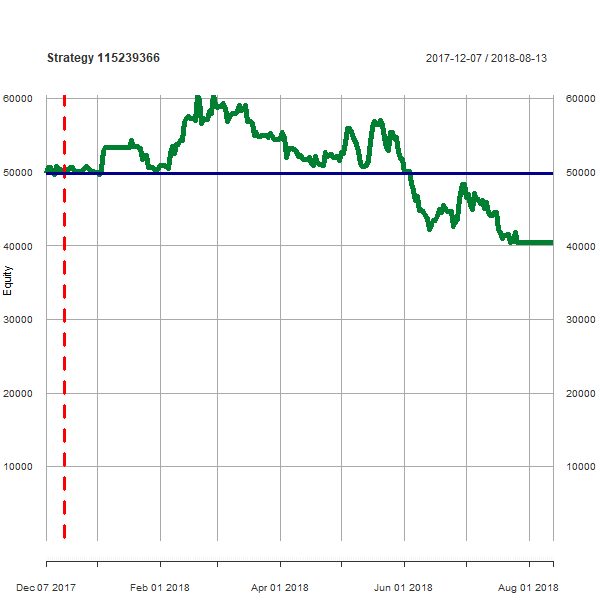 Strategy 115239366
2017-12-07 / 2018-08-13
60000
60000
50000
50000
40000
40000
Equity
30000
30000
20000
20000
10000
10000
Dec 07 2017
Feb 01 2018
Apr 01 2018
Jun 01 2018
Aug 01 2018